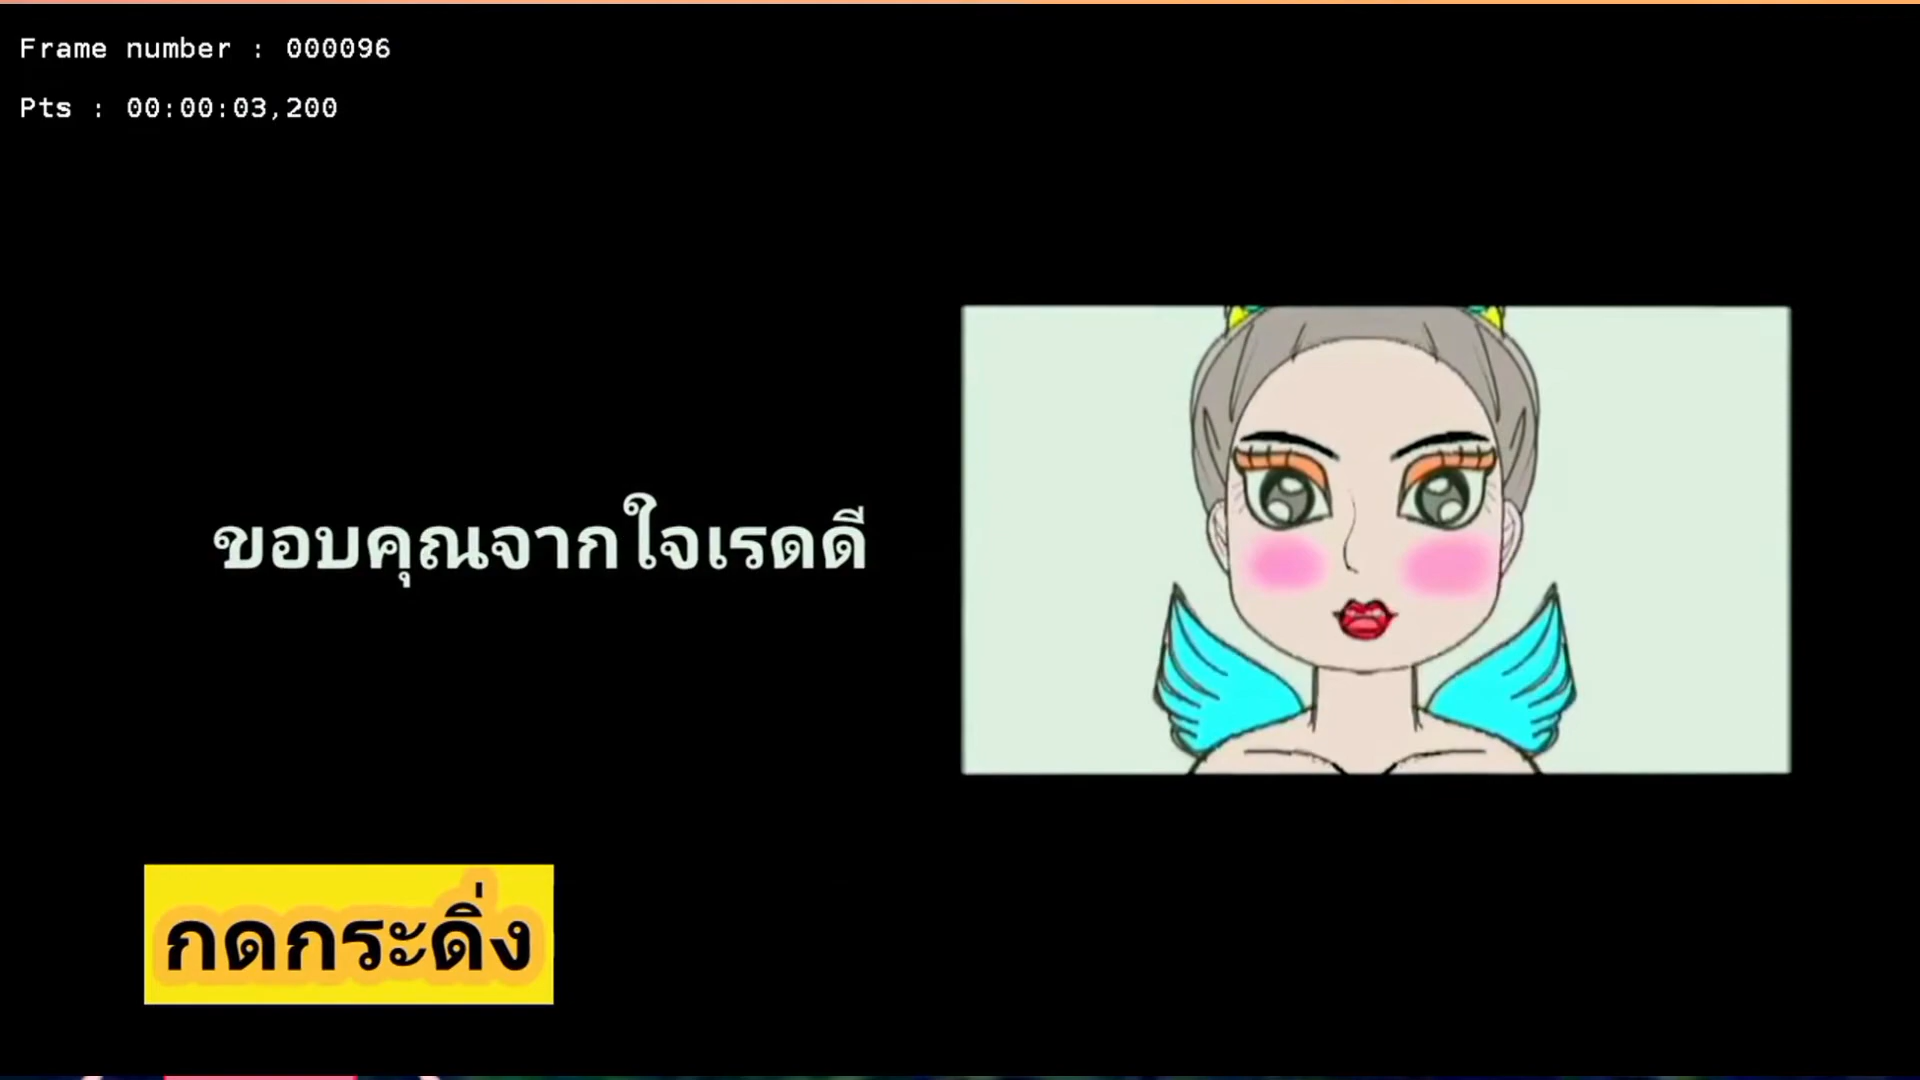 Frame number : 000096
Pts : 00:00:03,200
ขอบคุณจากใจเรดดี
กดกระดิ่ง